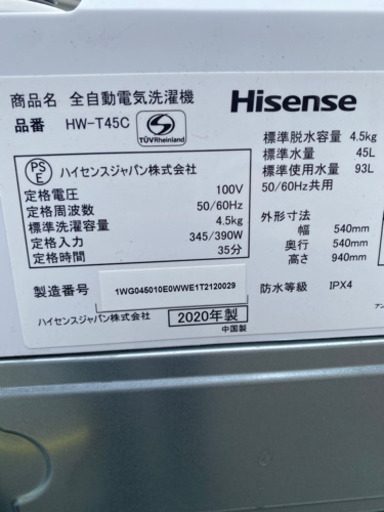 商品名 全自動電気洗濯機
Hisense
品番 HW-T45C
S
TÜVRheinland
PS
E
ハイセンスジャパン株式会社
定格電圧 100V
定格周波数 50/60Hz
標準洗濯容量 4.5kg
定格入力 345/390W
定格時間 35分
標準脱水容量 4.5kg
標準水量 45L
標準使用水量 93L
50/60Hz共用
外形寸法
幅 540mm
奥行 540mm
高さ 940mm
製造番号 1WG045010E0WWE1T2120029
防水等級 IPX4
ハイセンスジャパン株式会社
2020年製
中国製